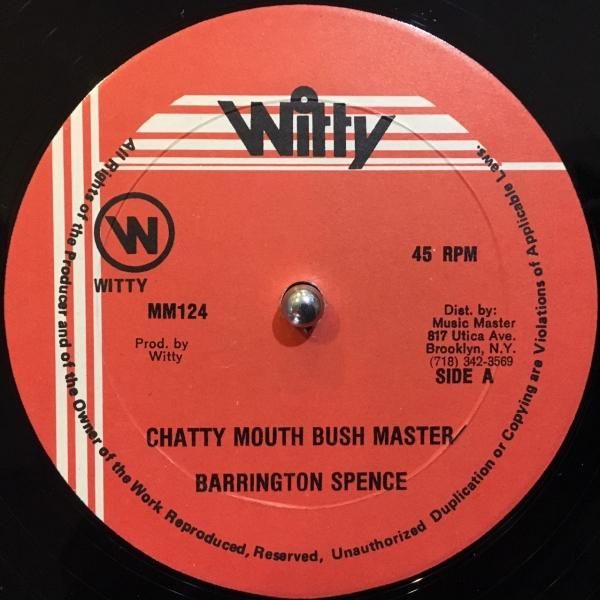 Witty
W
WITTY
45 RPM
MM124
Prod. by
Witty
Dist. by:
Music Master
817 Utica Ave.
Brooklyn, N.Y.
(718) 342-3569
SIDE A
CHATTY MOUTH BUSH MASTER/
BARRINGTON SPENCE
All Rights of the Producer and of the Owner of the Work Reproduced, Reserved, Unauthorized Duplication or Copying are Violations of Applicable Laws.